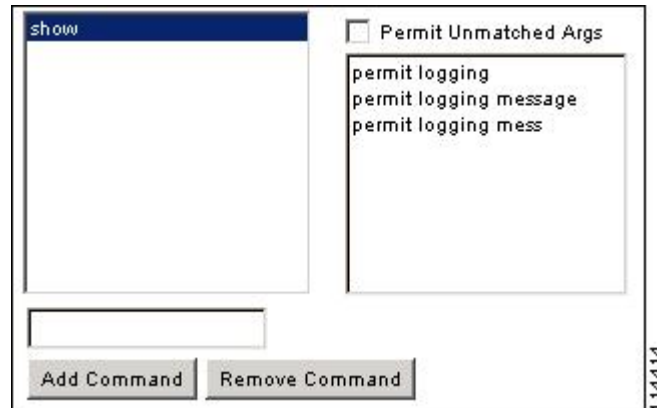 show
Permit Unmatched Args
permit logging
permit logging message
permit logging mess
Add Command
Remove Command